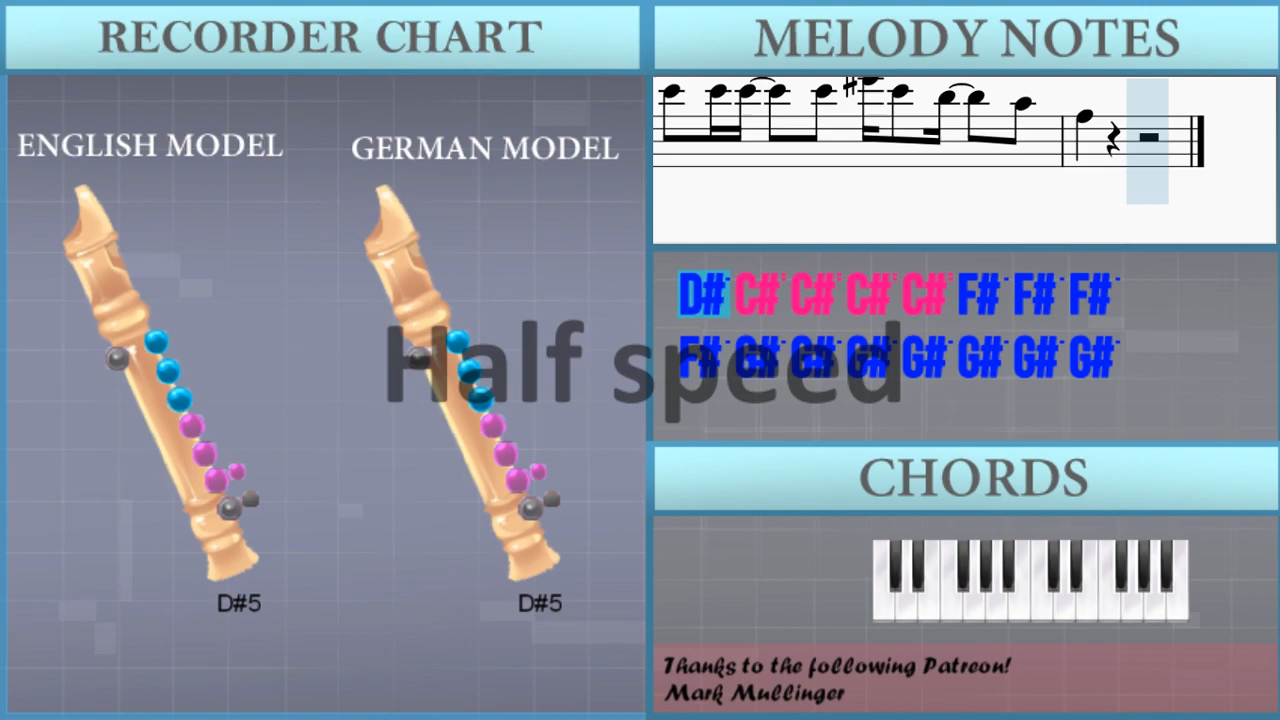 RECORDER CHART
MELODY NOTES
ENGLISH MODEL
GERMAN MODEL
D# C# C# C# C# F# F# F#
F# G# G# G# G# G# G# G#
Half speed
CHORDS
D#5
D#5
Thanks to the following Patreon!
Mark Mullinger